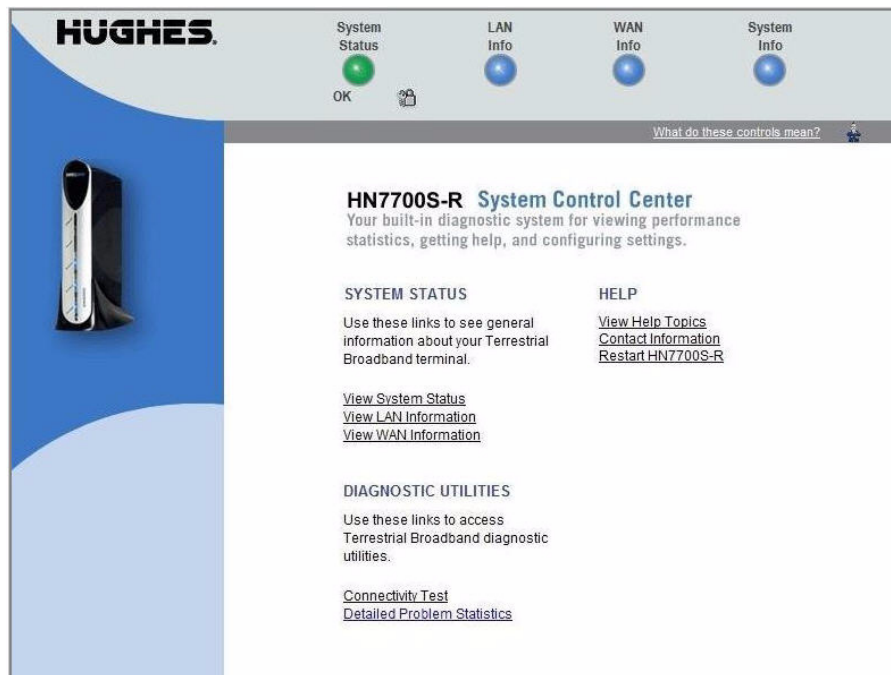 HUGHES.
System
Status
OK
LAN
Info
WAN
Info
System
Info
What do these controls mean?
HN7700S-R System Control Center
Your built-in diagnostic system for viewing performance
statistics, getting help, and configuring settings.
SYSTEM STATUS
Use these links to see general
information about your Terrestrial
Broadband terminal.
View System Status
View LAN Information
View WAN Information
HELP
View Help Topics
Contact Information
Restart HN7700S-R
DIAGNOSTIC UTILITIES
Use these links to access
Terrestrial Broadband diagnostic
utilities.
Connectivity Test
Detailed Problem Statistics